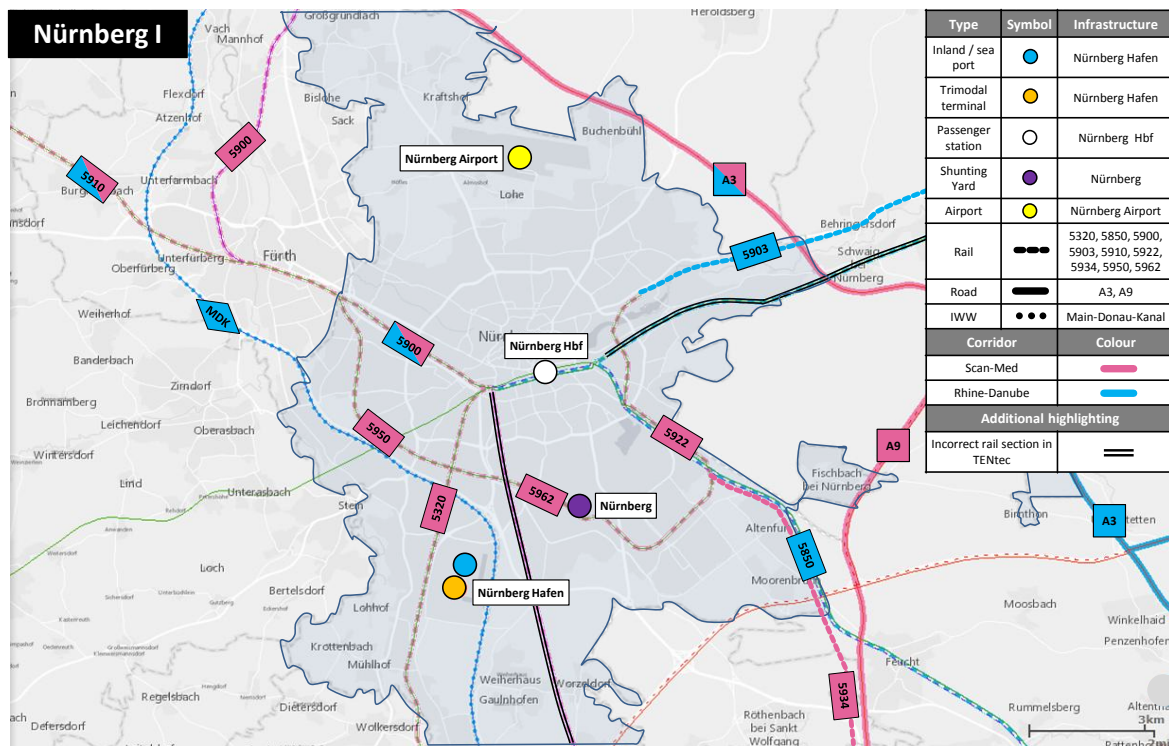 Nürnberg I
Großgründlach
Heroldsberg
Vach
Mannhof
Flexdorf
Atzenhof
Bislohe
Sack
Kraftshof
Buchenbühl
5900
Nürnberg Airport
Almoshof
Lohe
A3
5910
Unterfarmbach
Behringersdorf
Schwaig
bei
Nürnberg
5903
Fürth
Unterfürberg
Oberfürberg
MDK
Weiherhof
5900
Nürnberg Hbf
Banderbach
Zirndorf
Bronnamberg
Leichendorf
Oberasbach
Wintersdorf
Lind
Unterasbach
Stein
5950
5922
A9
Fischbach
bei Nürnberg
Birnthon
A3
5962
Nürnberg
5320
Altenfurt
5850
Loch
Bertelsdorf
Lohhof
Nürnberg Hafen
Moosbach
Winkelhaid
Penzenhofen
Krottenbach
Mühlhof
Weiherhaus
Gaulnhofen
Worzeldorf
Feucht
Regelsbach
Dietersdorf
Wolkersdorf
Defersdorf
5934
Röthenbach
bei Sankt
Wolfgang
Rummelsberg
3km
Type Symbol Infrastructure
Inland / sea
port
Nürnberg Hafen
Trimodal
terminal
Nürnberg Hafen
Passenger
station
Nürnberg Hbf
Shunting
Yard
Nürnberg
Airport
Nürnberg Airport
Rail
5320, 5850, 5900,
5903, 5910, 5922,
5934, 5950, 5962
Road
A3, A9
IWW
Main-Donau-Kanal
Corridor Colour
Scan-Med
Rhine-Danube
Additional highlighting
Incorrect rail section in
TENtec